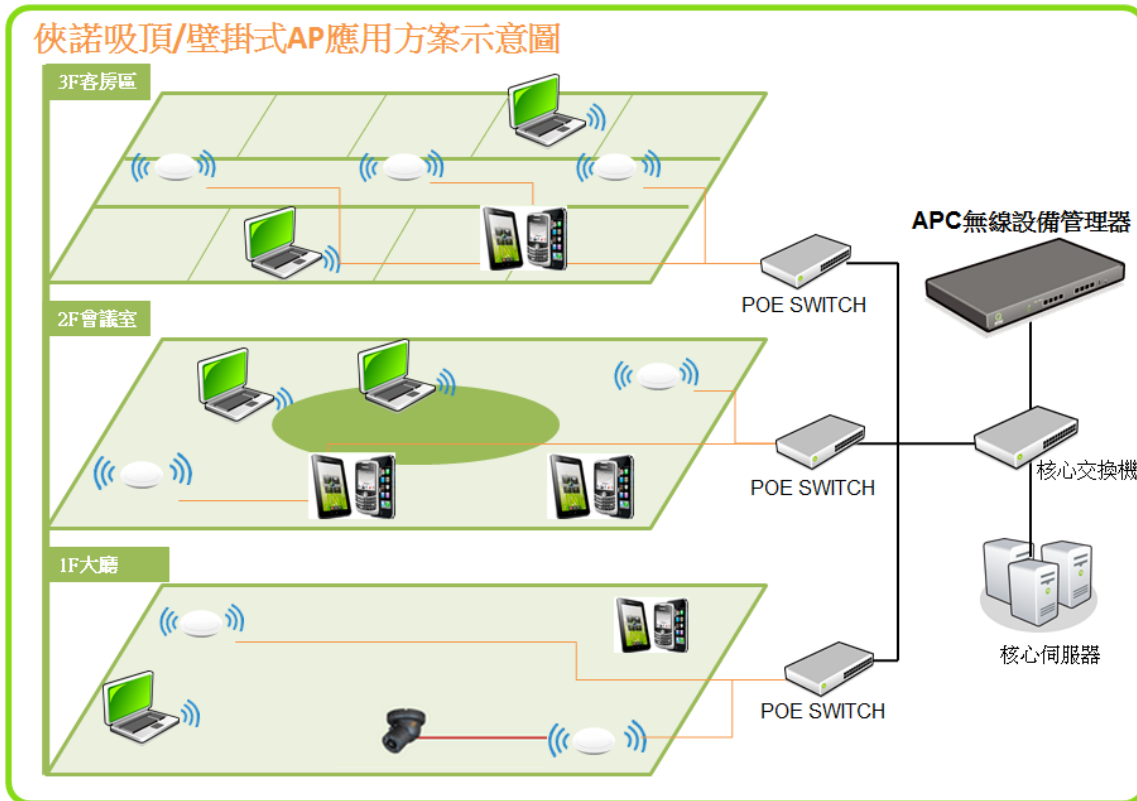 俠諾吸頂/壁掛式AP應用方案示意圖
3F客房區
APC無線設備管理器
POE SWITCH
2F會議室
POE SWITCH
核心交換機
1F大廳
核心伺服器
POE SWITCH